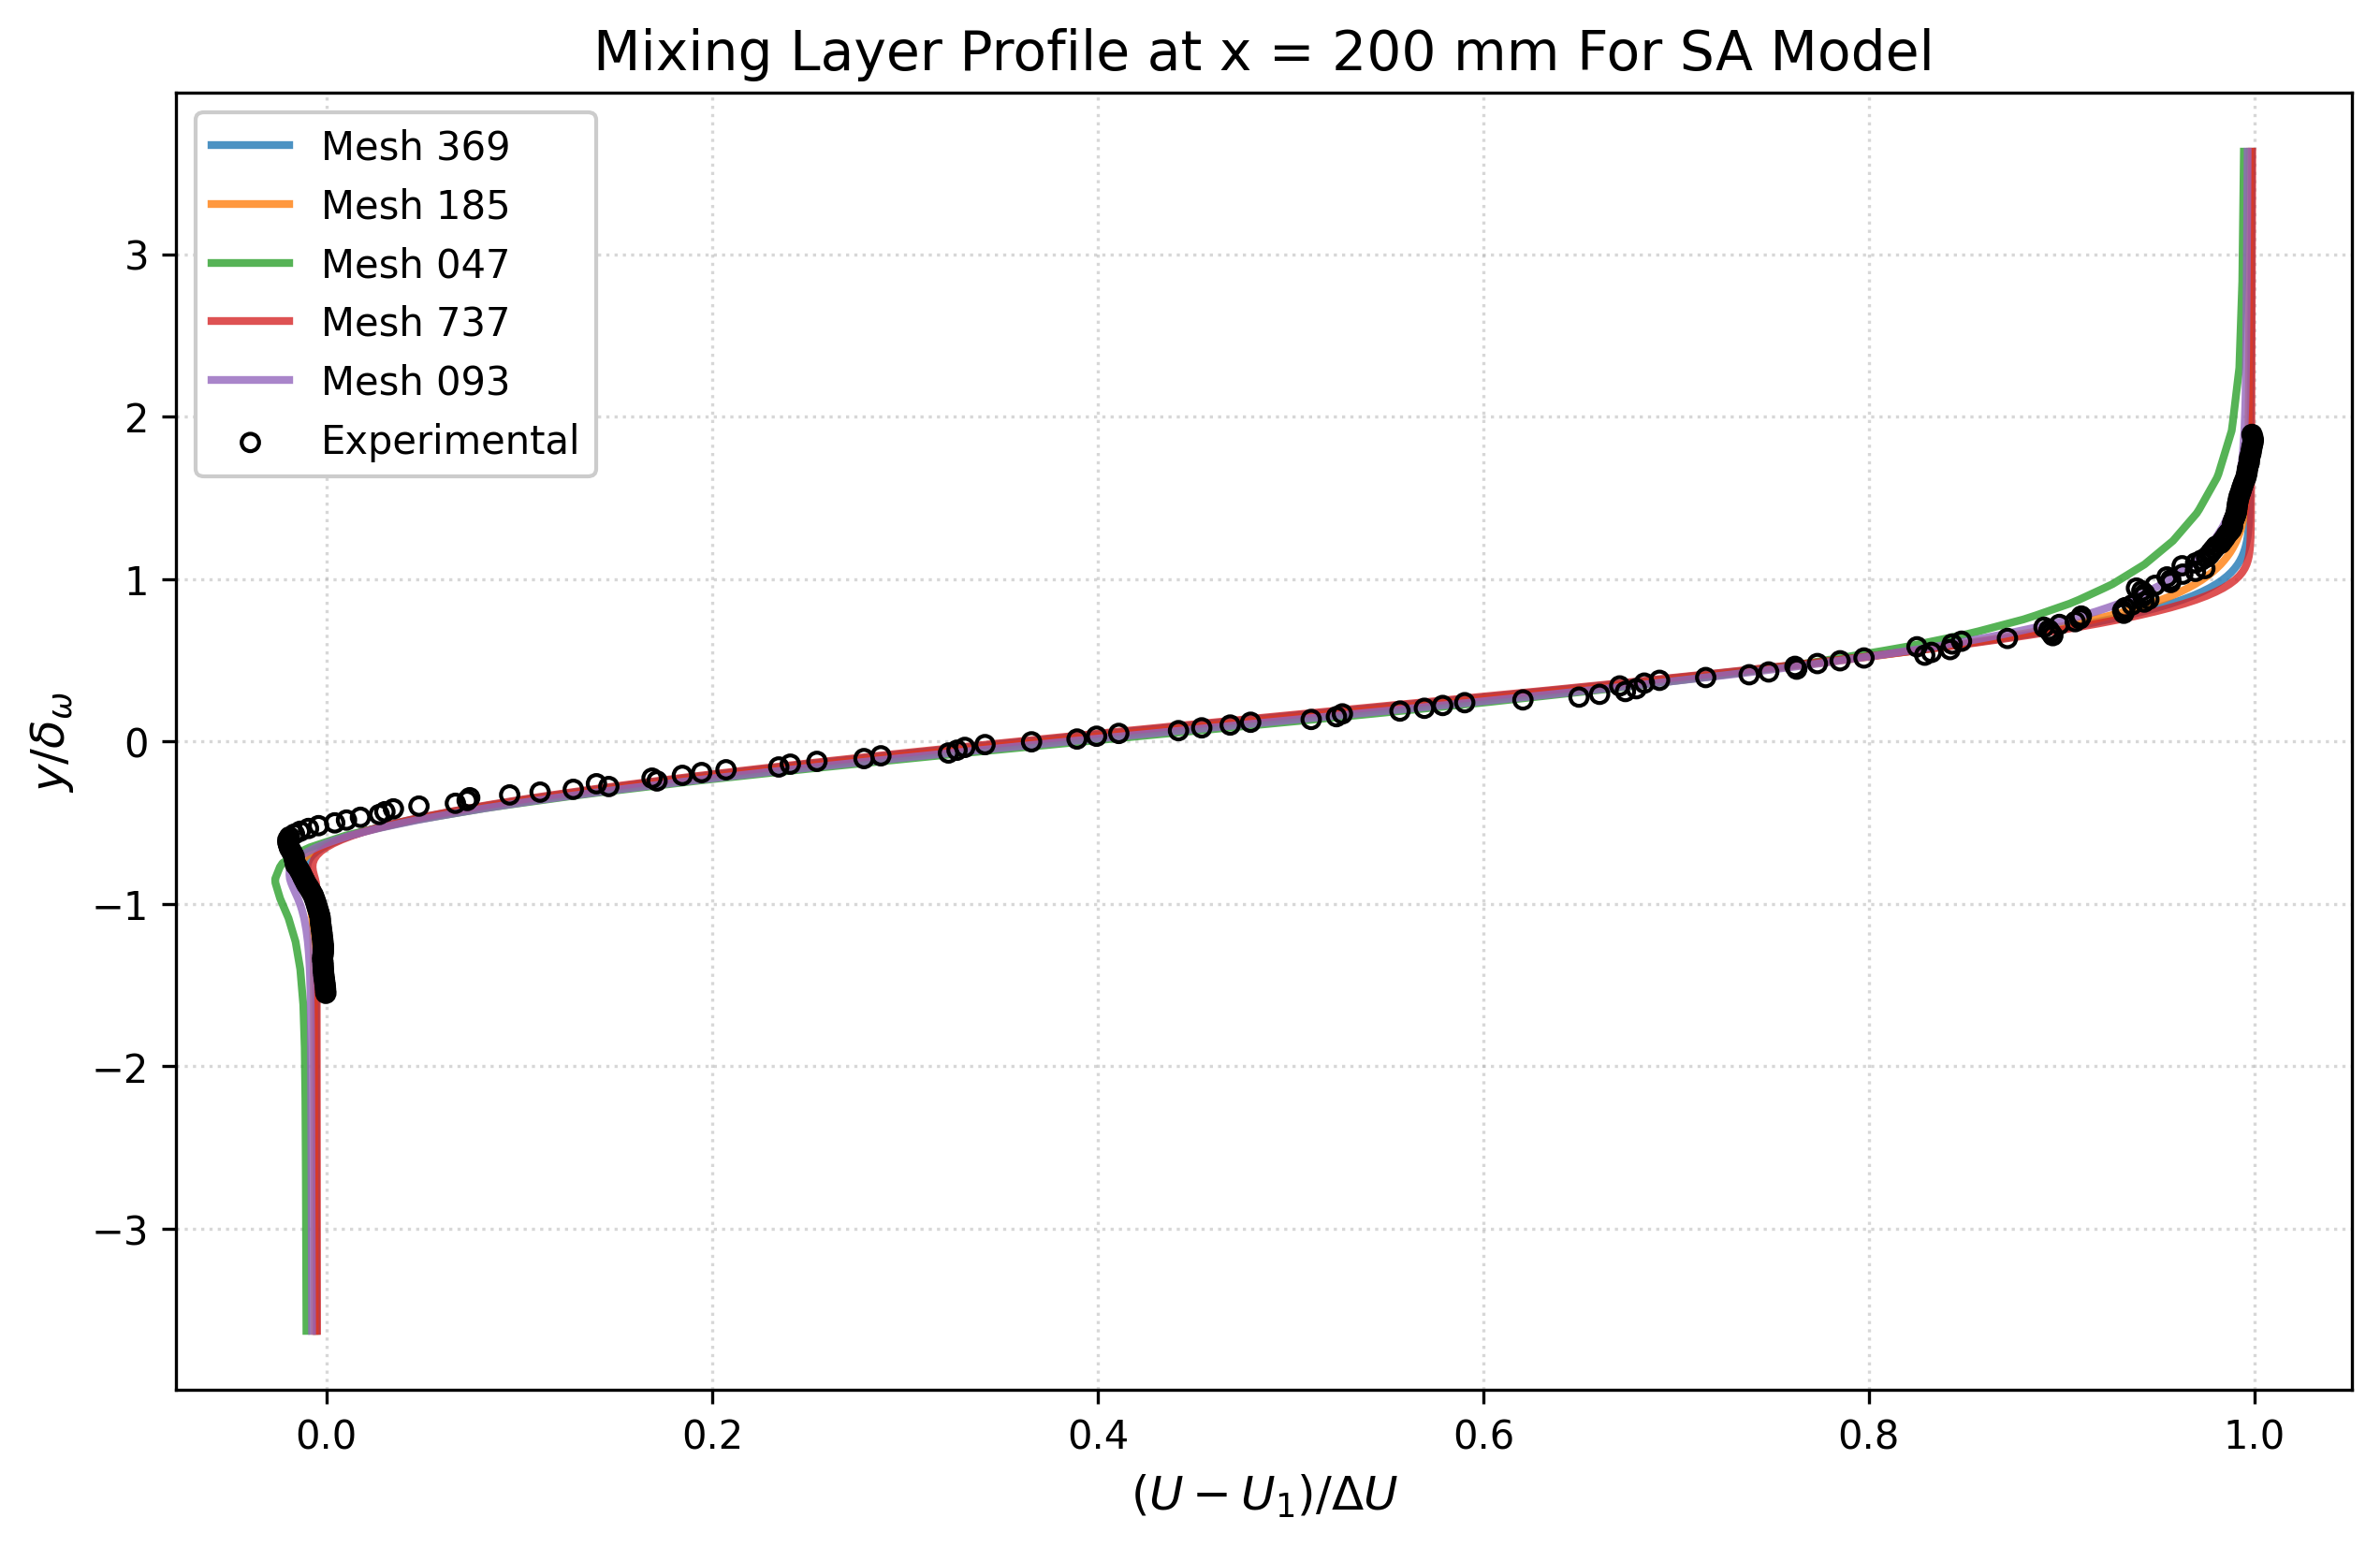 Mixing Layer Profile at x = 200 mm For SA Model
Mesh 369
Mesh 185
Mesh 047
Mesh 737
Mesh 093
Experimental
3
2
1
0
−1
−2
−3
y/δω
0.0 0.2 0.4 0.6 0.8 1.0
(U − U₁)/ΔU